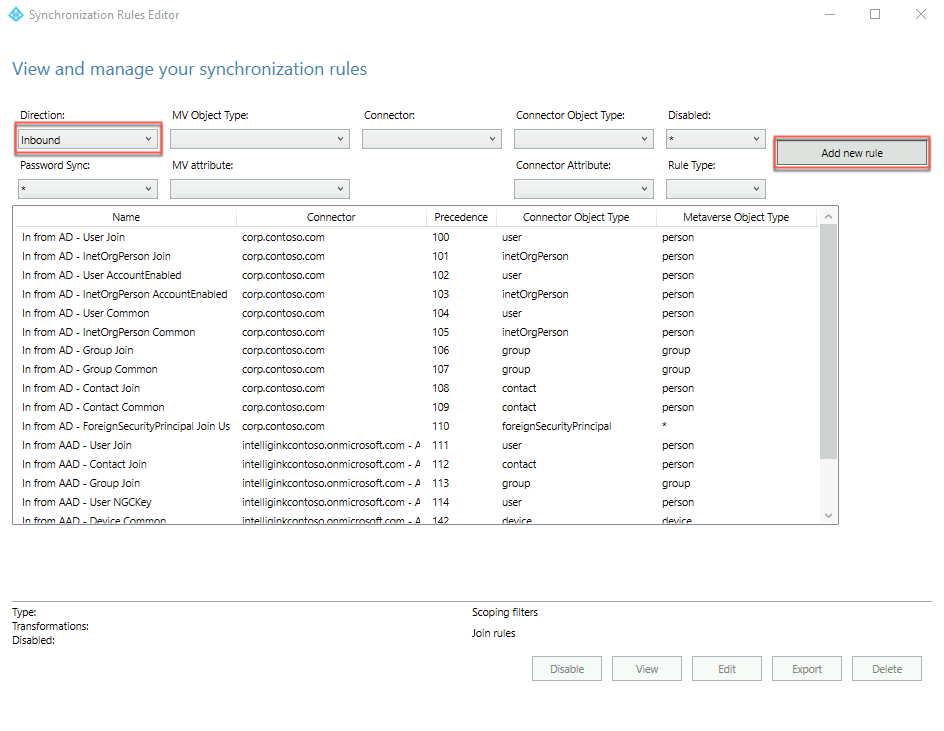 Synchronization Rules Editor
View and manage your synchronization rules
Direction: MV Object Type: Connector: Connector Object Type: Disabled:
Inbound *
Add new rule
Password Sync: MV attribute: Connector Attribute: Rule Type:
*
Name Connector Precedence Connector Object Type Metaverse Object Type
In from AD - User Join corp.contoso.com 100 user person
In from AD - InetOrgPerson Join corp.contoso.com 101 inetOrgPerson person
In from AD - User AccountEnabled corp.contoso.com 102 user person
In from AD - InetOrgPerson AccountEnabled corp.contoso.com 103 inetOrgPerson person
In from AD - User Common corp.contoso.com 104 user person
In from AD - InetOrgPerson Common corp.contoso.com 105 inetOrgPerson person
In from AD - Group Join corp.contoso.com 106 group group
In from AD - Group Common corp.contoso.com 107 group group
In from AD - Contact Join corp.contoso.com 108 contact person
In from AD - Contact Common corp.contoso.com 109 contact person
In from AD - ForeignSecurityPrincipal Join Us corp.contoso.com 110 foreignSecurityPrincipal *
In from AAD - User Join intelliginkcontoso.onmicrosoft.com - A 111 user person
In from AAD - Contact Join intelliginkcontoso.onmicrosoft.com - A 112 contact person
In from AAD - Group Join intelliginkcontoso.onmicrosoft.com - A 113 group group
In from AAD - User NGCKey intelliginkcontoso.onmicrosoft.com - A 114 user person
In from AAD - Device Common intelliginkcontoso.onmicrosoft.com - A 142 device device
Type: Scoping filters
Transformations: Join rules
Disabled:
Disable View Edit Export Delete